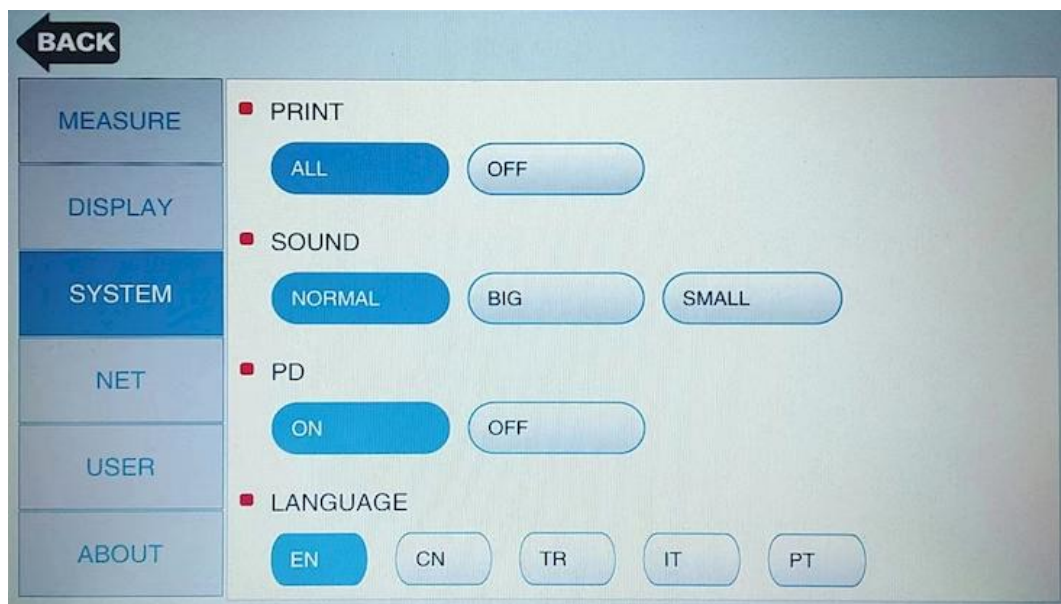 BACK
MEASURE
DISPLAY
SYSTEM
NET
USER
ABOUT
PRINT
ALL OFF
SOUND
NORMAL BIG SMALL
PD
ON OFF
LANGUAGE
EN CN TR IT PT